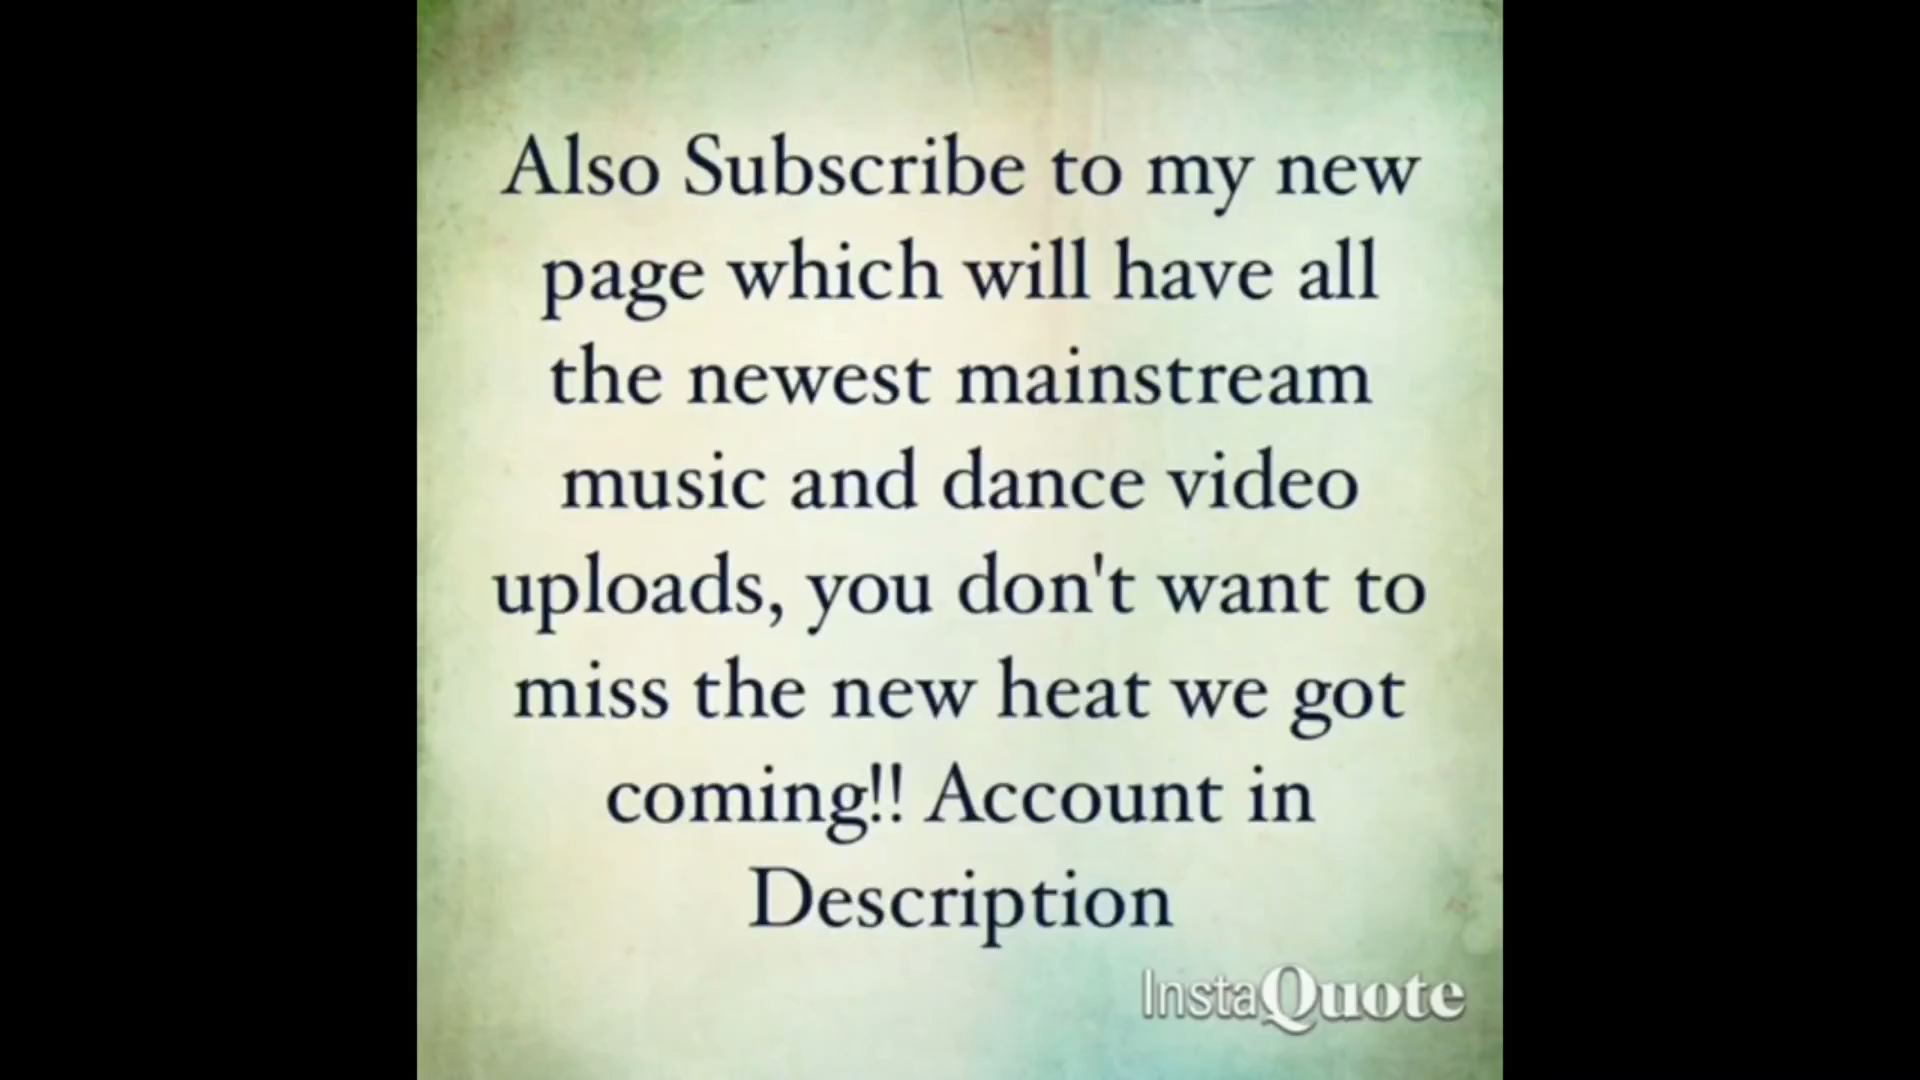 Also Subscribe to my new
page which will have all
the newest mainstream
music and dance video
uploads, you don't want to
miss the new heat we got
coming!! Account in
Description
InstaQuote